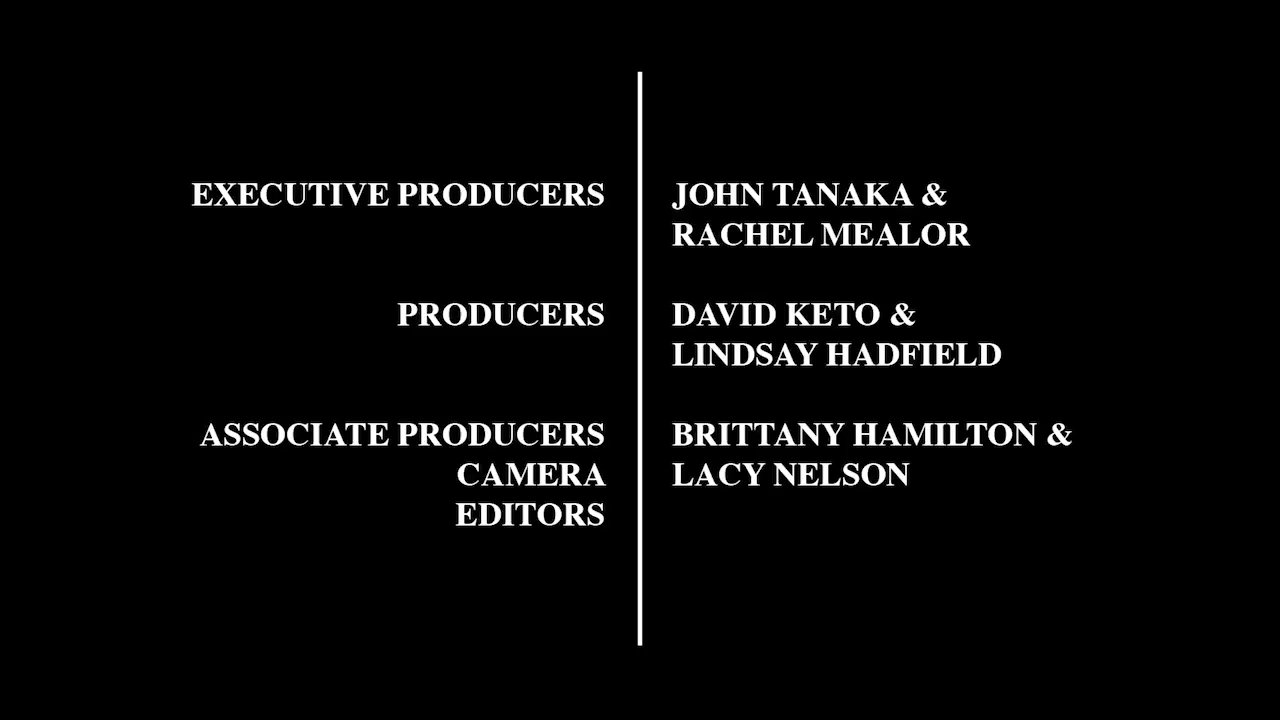 EXECUTIVE PRODUCERS
JOHN TANAKA &
RACHEL MEALOR
PRODUCERS
DAVID KETO &
LINDSAY HADFIELD
ASSOCIATE PRODUCERS
CAMERA
EDITORS
BRITTANY HAMILTON &
LACY NELSON